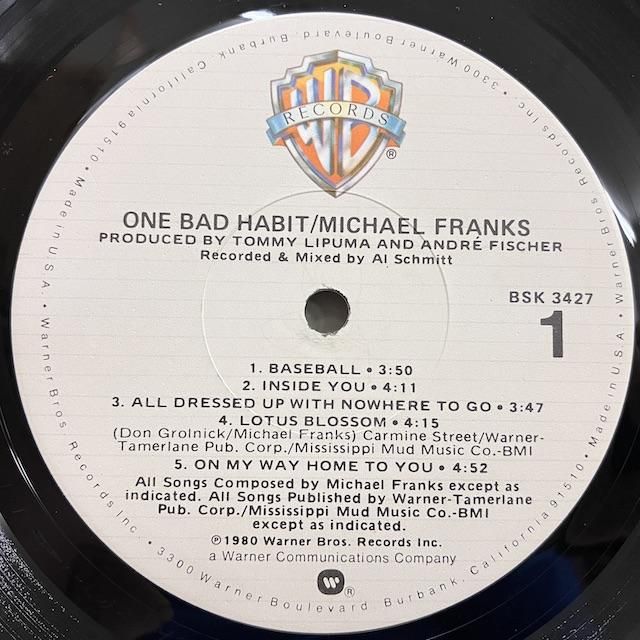 RECORDS
WB
®
ONE BAD HABIT/MICHAEL FRANKS
PRODUCED BY TOMMY LIPUMA AND ANDRÉ FISCHER
Recorded & Mixed by Al Schmitt
BSK 3427
1
1. BASEBALL • 3:50
2. INSIDE YOU • 4:11
3. ALL DRESSED UP WITH NOWHERE TO GO • 3:47
4. LOTUS BLOSSOM • 4:15
(Don Grolnick/Michael Franks) Carmine Street/Warner-
Tamerlane Pub. Corp./Mississippi Mud Music Co.-BMI
5. ON MY WAY HOME TO YOU • 4:52
All Songs Composed by Michael Franks except as
indicated. All Songs Published by Warner-Tamerlane
Pub. Corp./Mississippi Mud Music Co.-BMI
except as indicated.
℗1980 Warner Bros. Records Inc.
a Warner Communications Company
W ®
Warner Bros. Records Inc. • 3300 Warner Boulevard, Burbank, California 91510 • Made in U.S.A. • Warner Bros. Records Inc. • 3300 Warner Boulevard, Burbank, California 91510 • Made in U.S.A. •